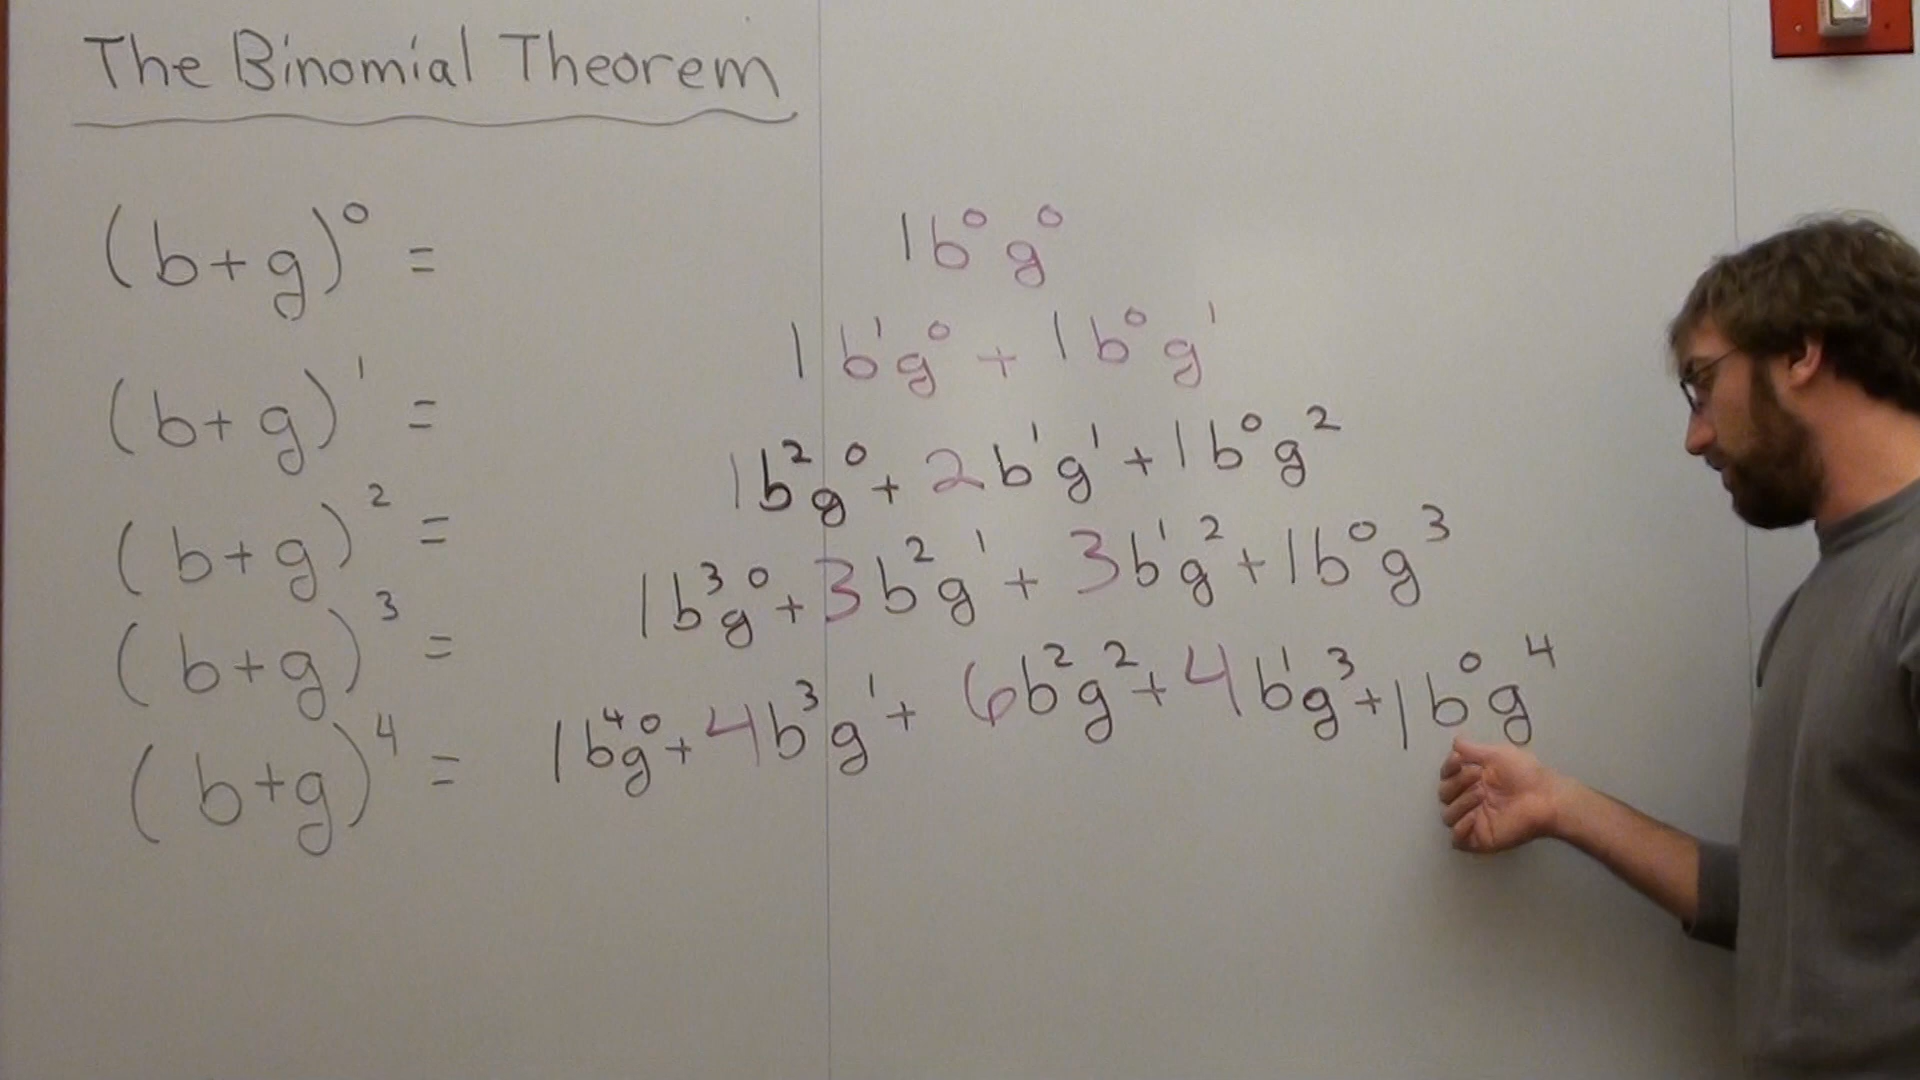 The Binomial Theorem
(b+g)⁰ = 1b⁰g⁰
(b+g)¹ = 1b¹g⁰ + 1b⁰g¹
(b+g)² = 1b²g⁰ + 2b¹g¹ + 1b⁰g²
(b+g)³ = 1b³g⁰ + 3b²g¹ + 3b¹g² + 1b⁰g³
(b+g)⁴ = 1b⁴g⁰ + 4b³g¹ + 6b²g² + 4b¹g³ + 1b⁰g⁴